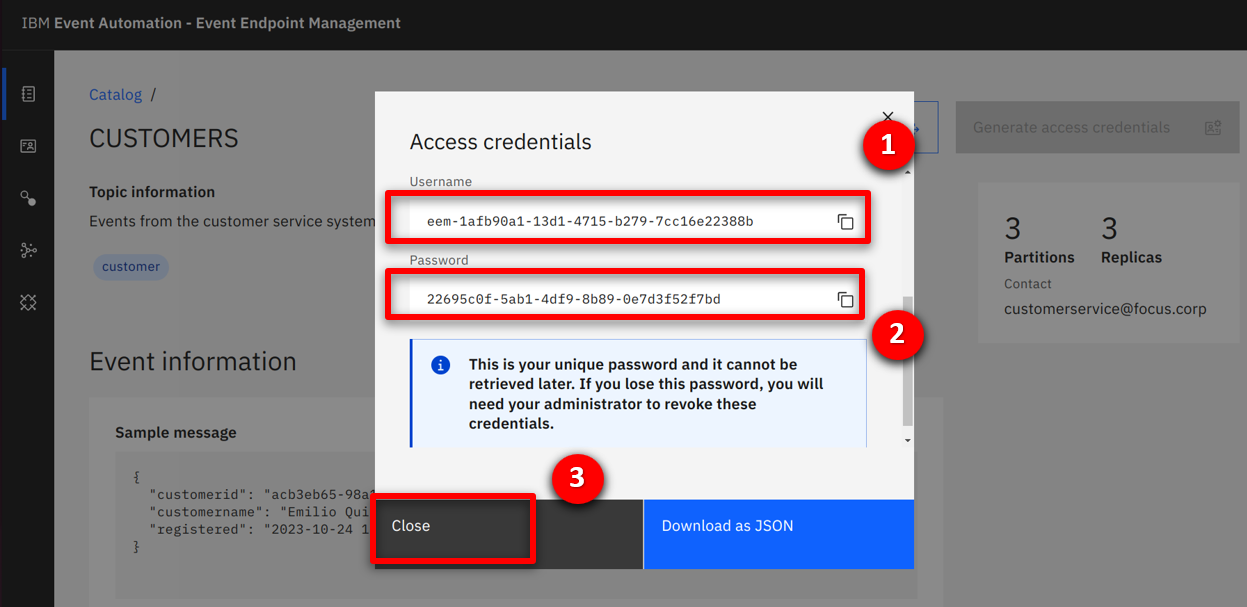 IBM Event Automation - Event Endpoint Management
Catalog /
CUSTOMERS
Topic information
Events from the customer service system
customer
Event information
Sample message
{
"customerid": "acb3eb65-98a
"customername": "Emilio Qui
"registered": "2023-10-24 1
}
Access credentials
1
Username
eem-1afb90a1-13d1-4715-b279-7cc16e22388b
Password
22695c0f-5ab1-4df9-8b89-0e7d3f52f7bd
2
This is your unique password and it cannot be
retrieved later. If you lose this password, you will
need your administrator to revoke these
credentials.
3
Close
Download as JSON
Generate access credentials
3 3
Partitions Replicas
Contact
customerservice@focus.corp